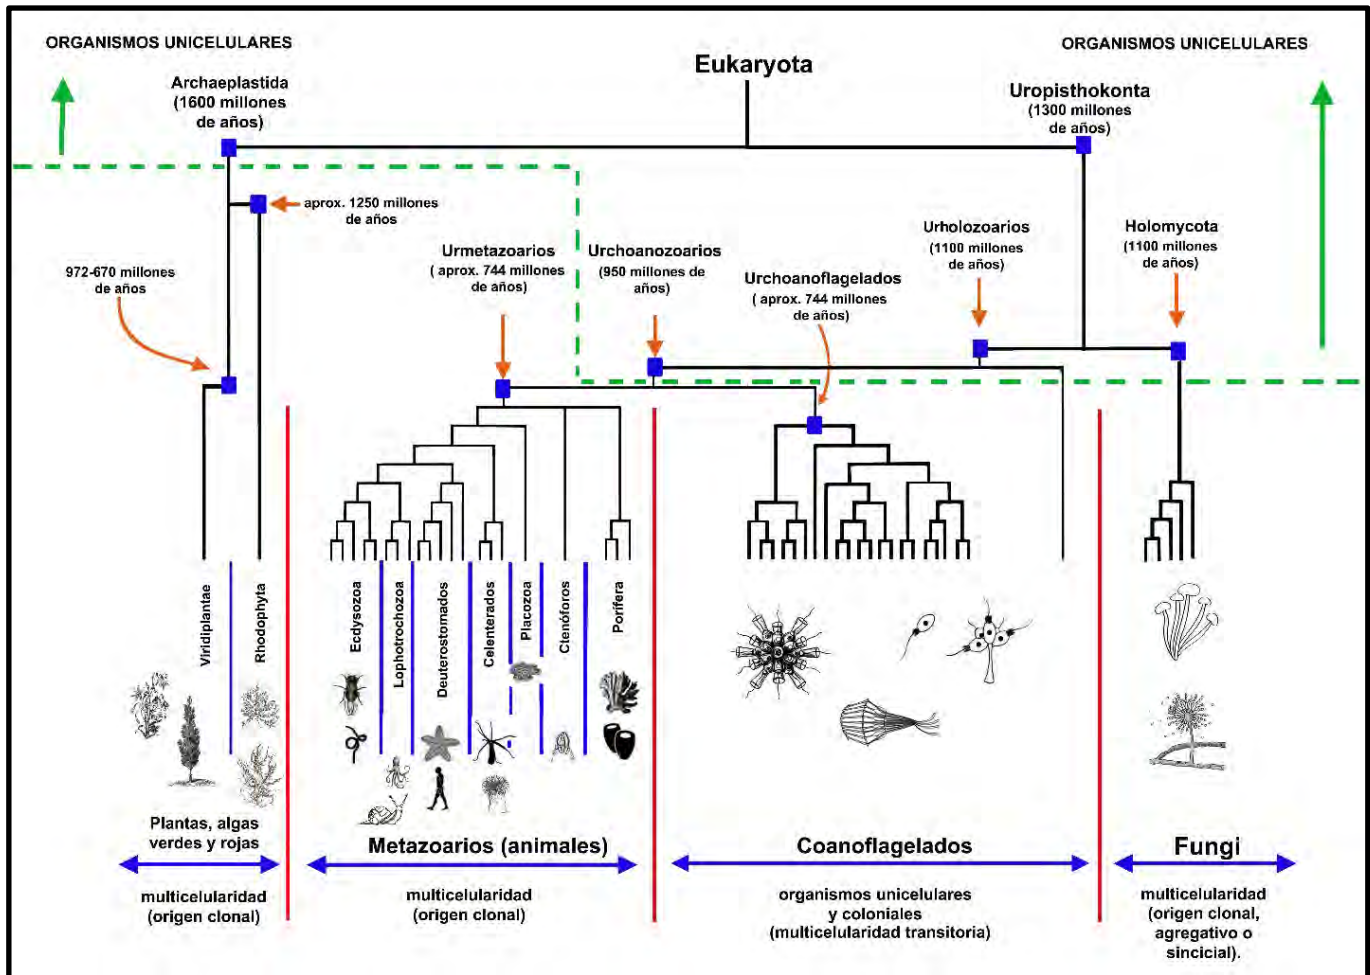 ORGANISMOS UNICELULARES
ORGANISMOS UNICELULARES
Eukaryota
Archaeplastida
(1600 millones
de años)
Uropisthokonta
(1300 millones
de años)
aprox. 1250 millones
de años
972-670 millones
de años
Urmetazoarios
( aprox. 744 millones
de años)
Urchoanozoarios
(950 millones de
años)
Urchoanoflagelados
( aprox. 744 millones
de años)
Urholozoarios
(1100 millones
de años)
Holomycota
(1100 millones
de años)
Viridiplantae
Rhodophyta
Ecdysozoa
Lophotrochozoa
Deuterostomados
Celenterados
Placozoa
Ctenóforos
Porífera
Plantas, algas
verdes y rojas
multicelularidad
(origen clonal)
Metazoarios (animales)
multicelularidad
(origen clonal)
Coanoflagelados
organismos unicelulares
y coloniales
(multicelularidad transitoria)
Fungi
multicelularidad
(origen clonal,
agregativo o
sincicial).